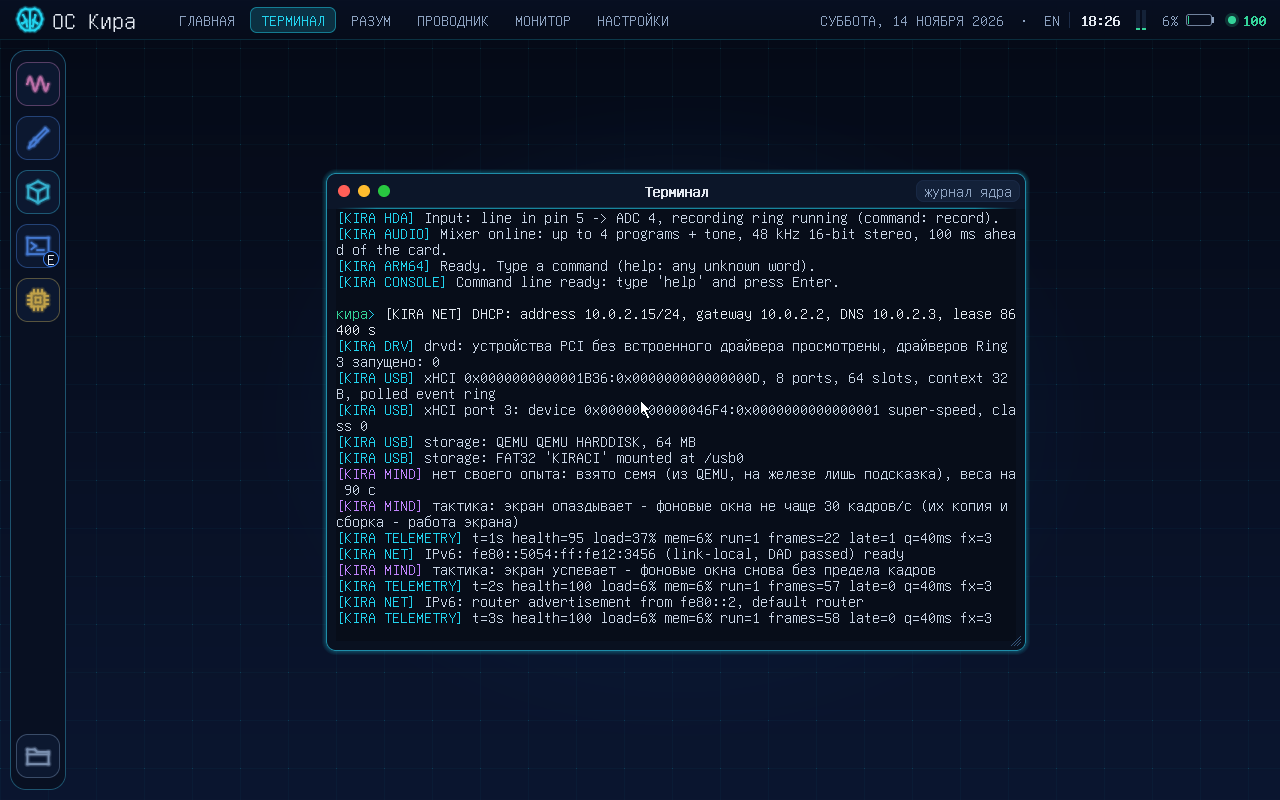 ОС Кира
ГЛАВНАЯ ТЕРМИНАЛ РАЗУМ ПРОВОДНИК МОНИТОР НАСТРОЙКИ
СУББОТА, 14 НОЯБРЯ 2026 · EN 18:26 6% 100
Терминал
журнал ядра
[KIRA HDA] Input: line in pin 5 -> ADC 4, recording ring running (command: record).
[KIRA AUDIO] Mixer online: up to 4 programs + tone, 48 kHz 16-bit stereo, 100 ms ahea
d of the card.
[KIRA ARM64] Ready. Type a command (help: any unknown word).
[KIRA CONSOLE] Command line ready: type 'help' and press Enter.
кира> [KIRA NET] DHCP: address 10.0.2.15/24, gateway 10.0.2.2, DNS 10.0.2.3, lease 86
400 s
[KIRA DRV] drvd: устройства PCI без встроенного драйвера просмотрены, драйверов Ring
3 запущено: 0
[KIRA USB] xHCI 0x0000000000001B36:0x000000000000000D, 8 ports, 64 slots, context 32
B, polled event ring
[KIRA USB] xHCI port 3: device 0x00000000000046F4:0x0000000000000001 super-speed, cla
ss 0
[KIRA USB] storage: QEMU QEMU HARDDISK, 64 MB
[KIRA USB] storage: FAT32 'KIRACI' mounted at /usb0
[KIRA MIND] нет своего опыта: взято семя (из QEMU, на железе лишь подсказка), веса на
90 с
[KIRA MIND] тактика: экран опаздывает - фоновые окна не чаще 30 кадров/с (их копия и
сборка - работа экрана)
[KIRA TELEMETRY] t=1s health=95 load=37% mem=6% run=1 frames=22 late=1 q=40ms fx=3
[KIRA NET] IPv6: fe80::5054:ff:fe12:3456 (link-local, DAD passed) ready
[KIRA MIND] тактика: экран успевает - фоновые окна снова без предела кадров
[KIRA TELEMETRY] t=2s health=100 load=6% mem=6% run=1 frames=57 late=0 q=40ms fx=3
[KIRA NET] IPv6: router advertisement from fe80::2, default router
[KIRA TELEMETRY] t=3s health=100 load=6% mem=6% run=1 frames=58 late=0 q=40ms fx=3
E